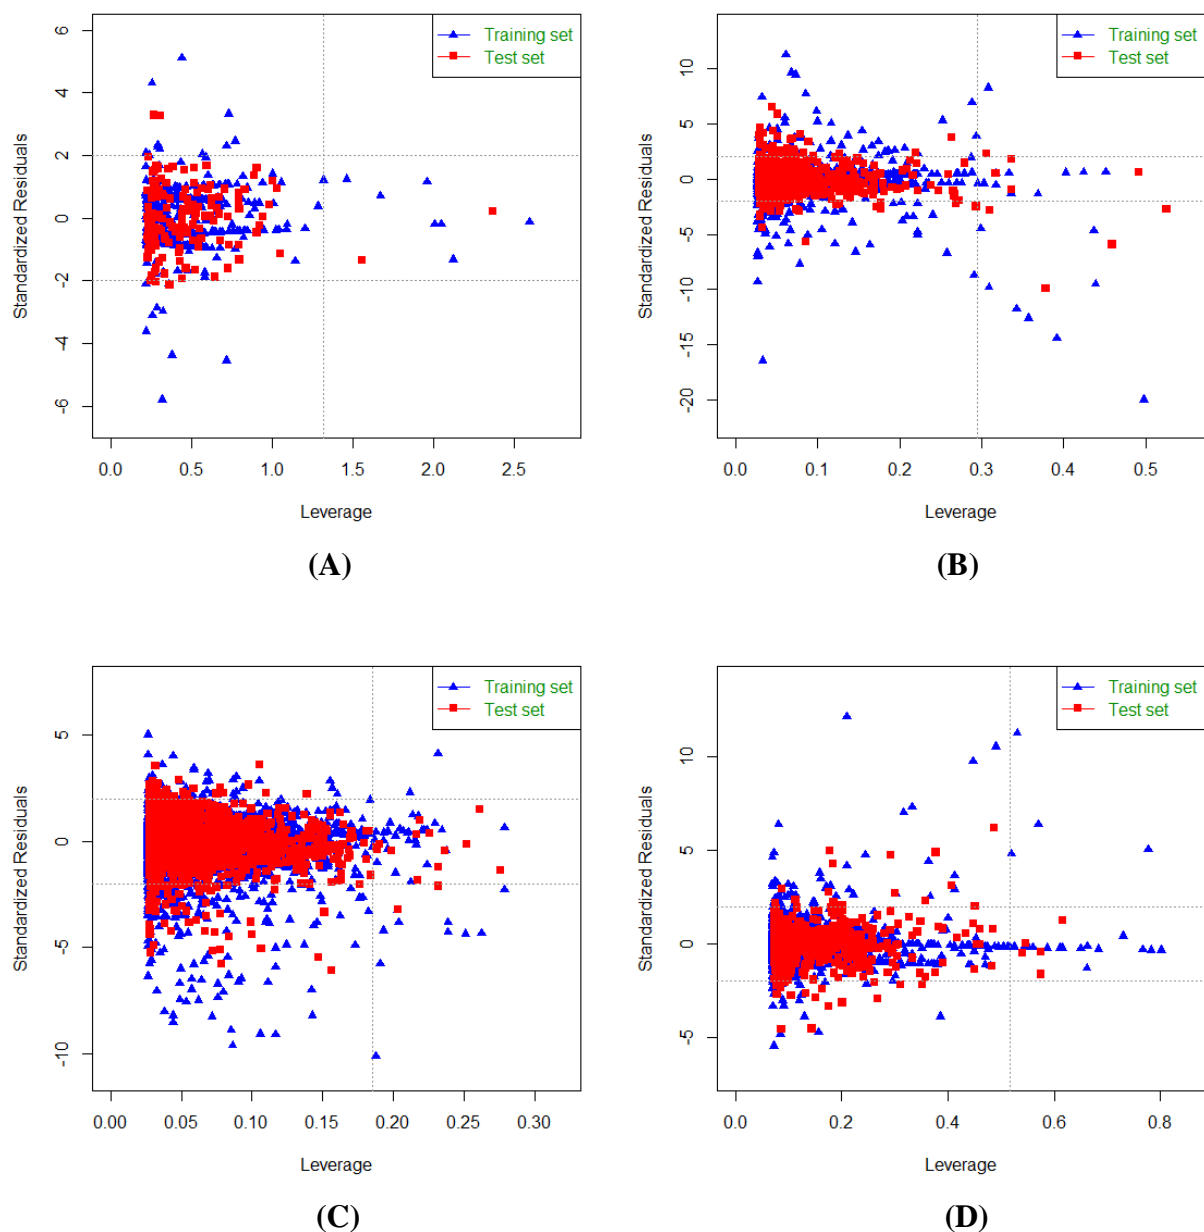 Training set
Test set
6
4
2
0
-2
-4
-6
Standardized Residuals
0.0 0.5 1.0 1.5 2.0 2.5
Leverage
(A)
Training set
Test set
10
5
0
-5
-10
-15
-20
Standardized Residuals
0.0 0.1 0.2 0.3 0.4 0.5
Leverage
(B)
Training set
Test set
5
0
-5
-10
Standardized Residuals
0.00 0.05 0.10 0.15 0.20 0.25 0.30
Leverage
(C)
Training set
Test set
10
5
0
-5
Standardized Residuals
0.0 0.2 0.4 0.6 0.8
Leverage
(D)